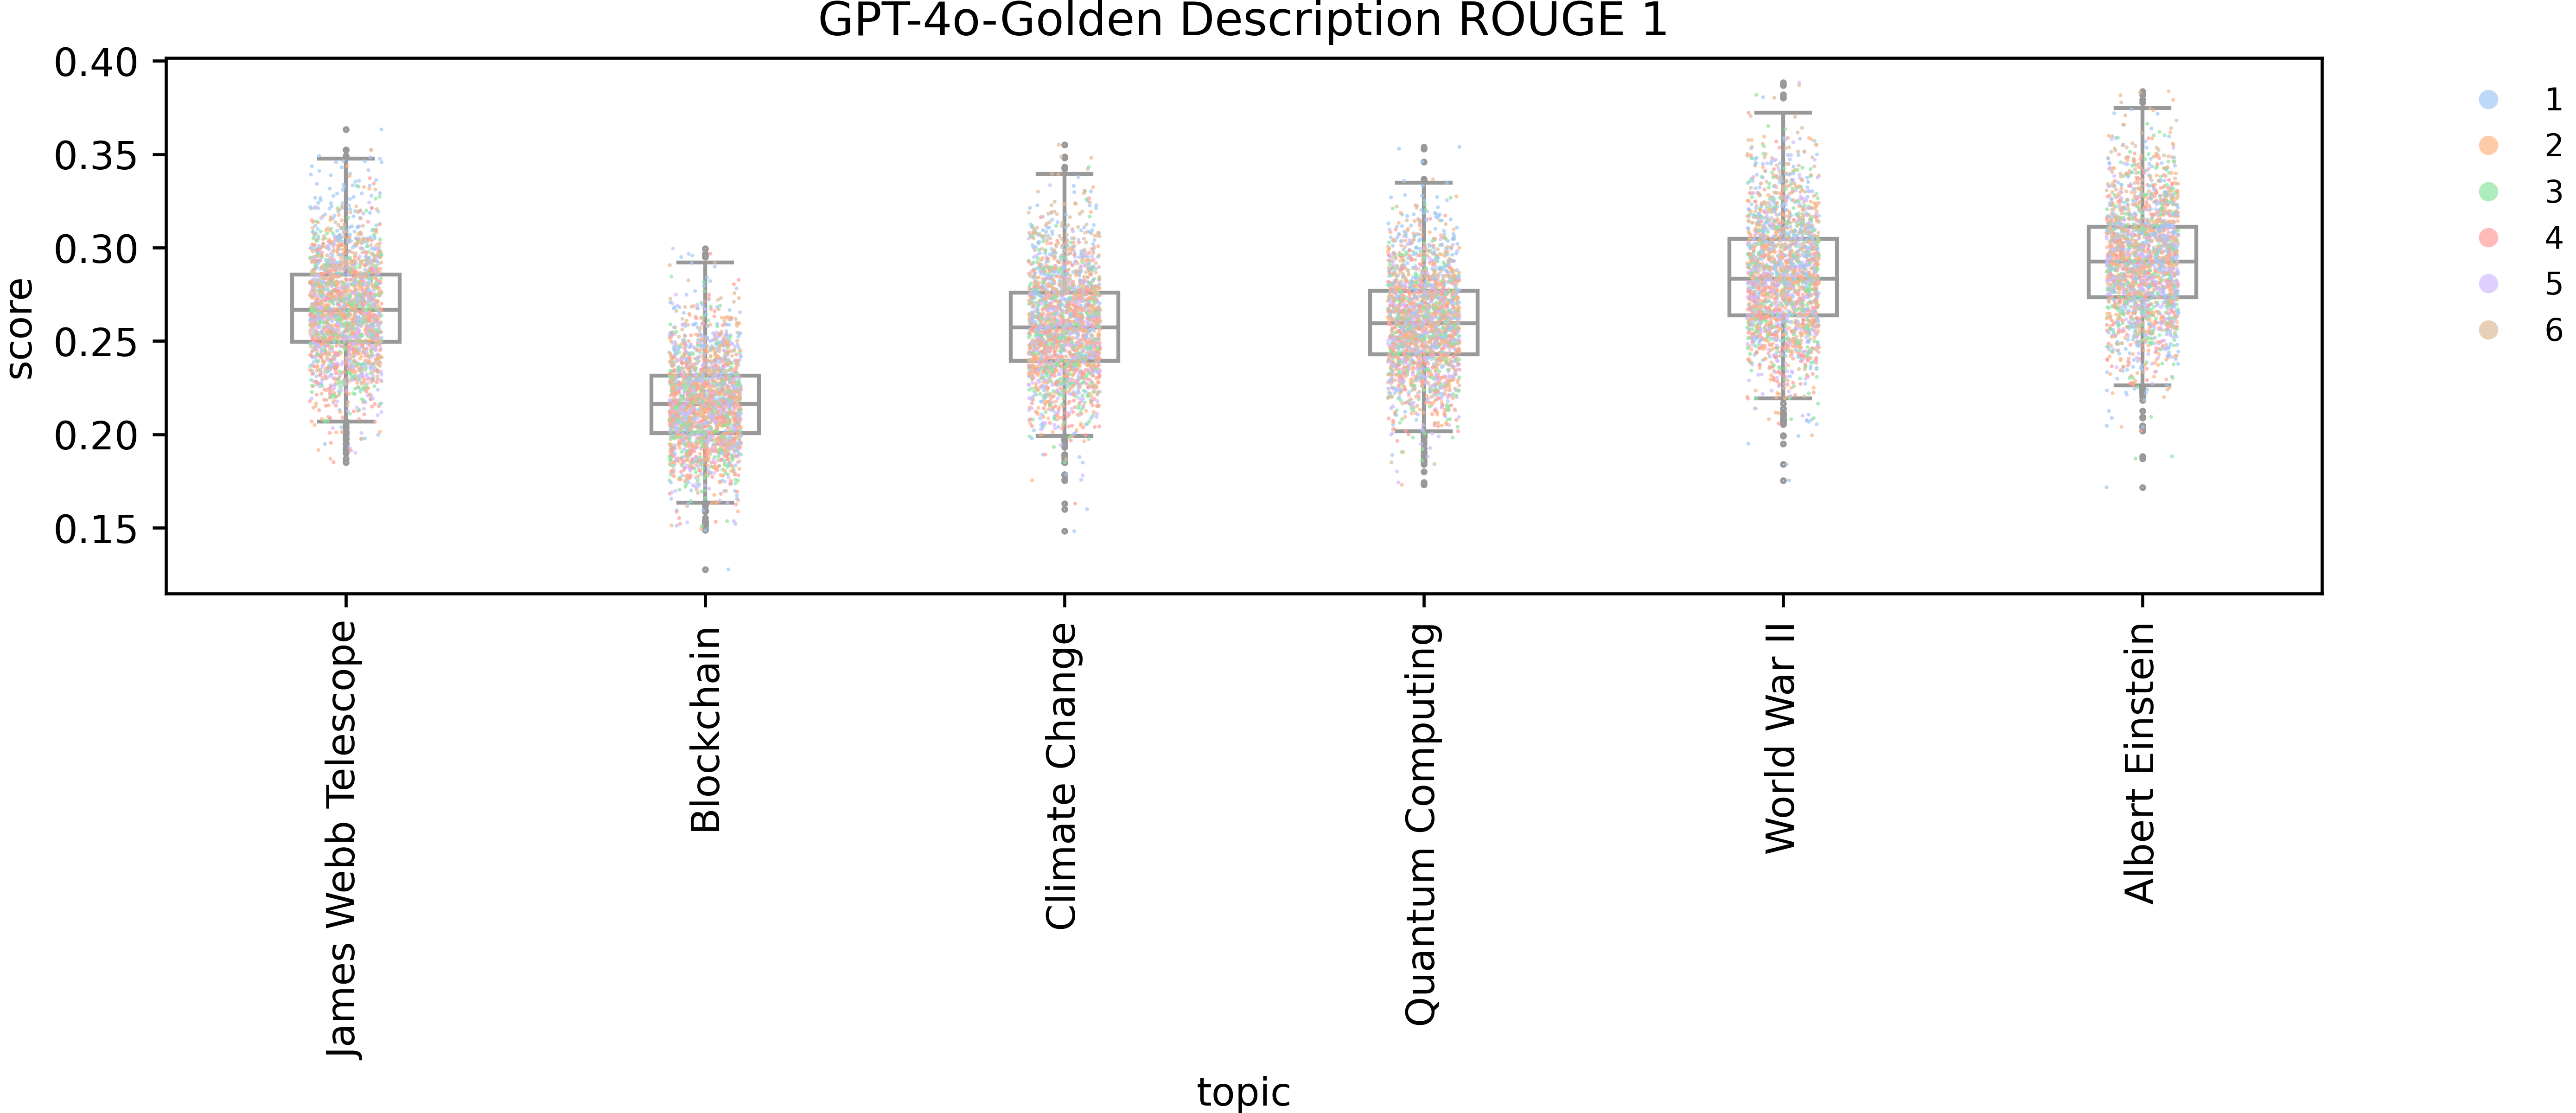 GPT-4o-Golden Description ROUGE 1
score
0.40
0.35
0.30
0.25
0.20
0.15
James Webb Telescope
Blockchain
Climate Change
Quantum Computing
World War II
Albert Einstein
topic
1
2
3
4
5
6